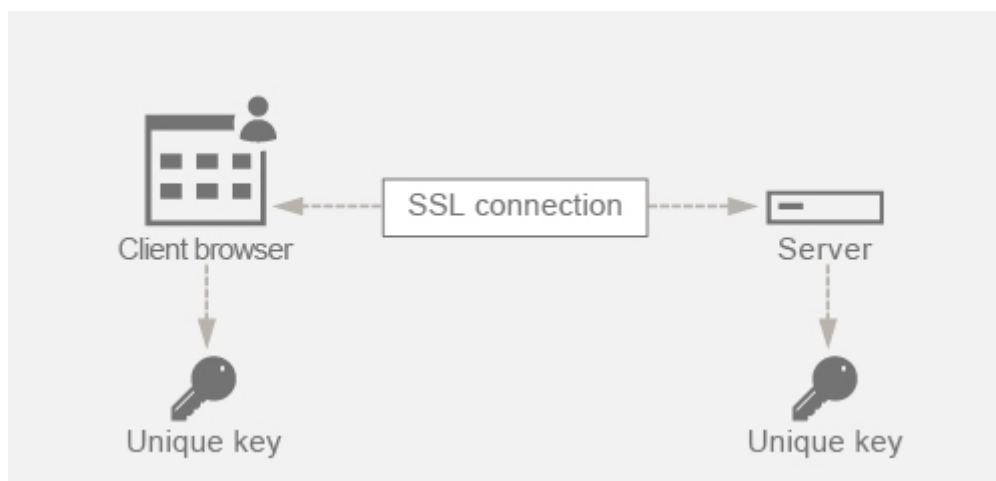 SSL connection
Client browser
Server
Unique key
Unique key